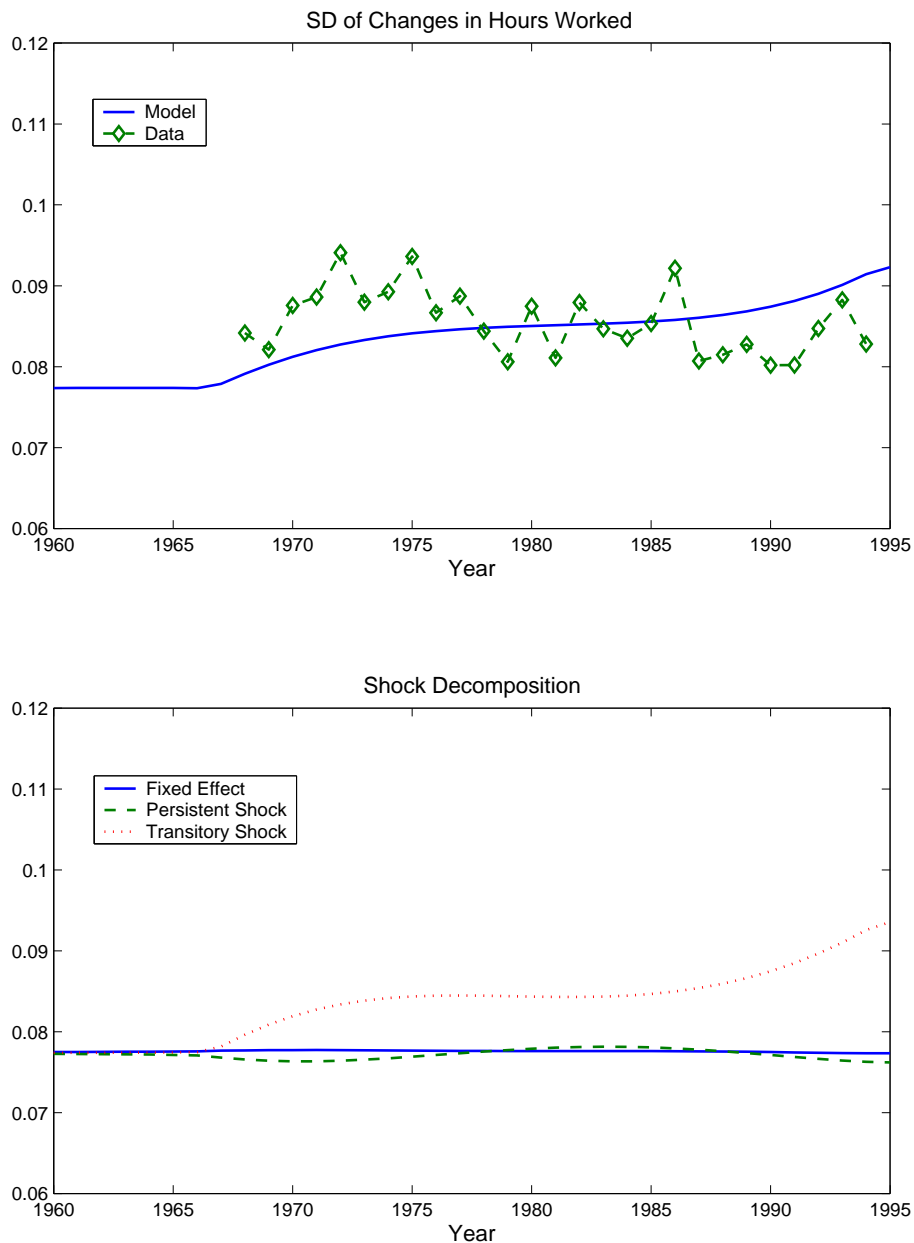 SD of Changes in Hours Worked
0.12
0.11
0.1
0.09
0.08
0.07
0.06
Model
Data
1960 1965 1970 1975 1980 1985 1990 1995
Year
Shock Decomposition
0.12
0.11
0.1
0.09
0.08
0.07
0.06
Fixed Effect
Persistent Shock
Transitory Shock
1960 1965 1970 1975 1980 1985 1990 1995
Year